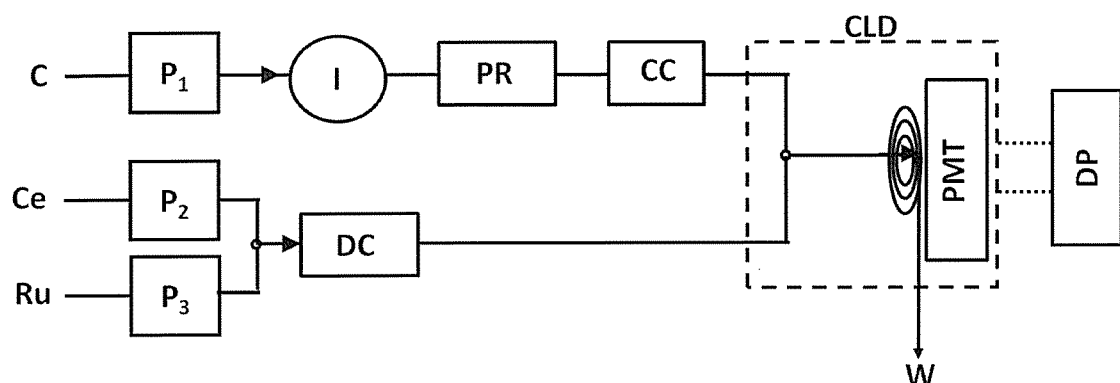 CLD
C P₁ I PR CC
Ce P₂
DC
Ru P₃
PMT
DP
W